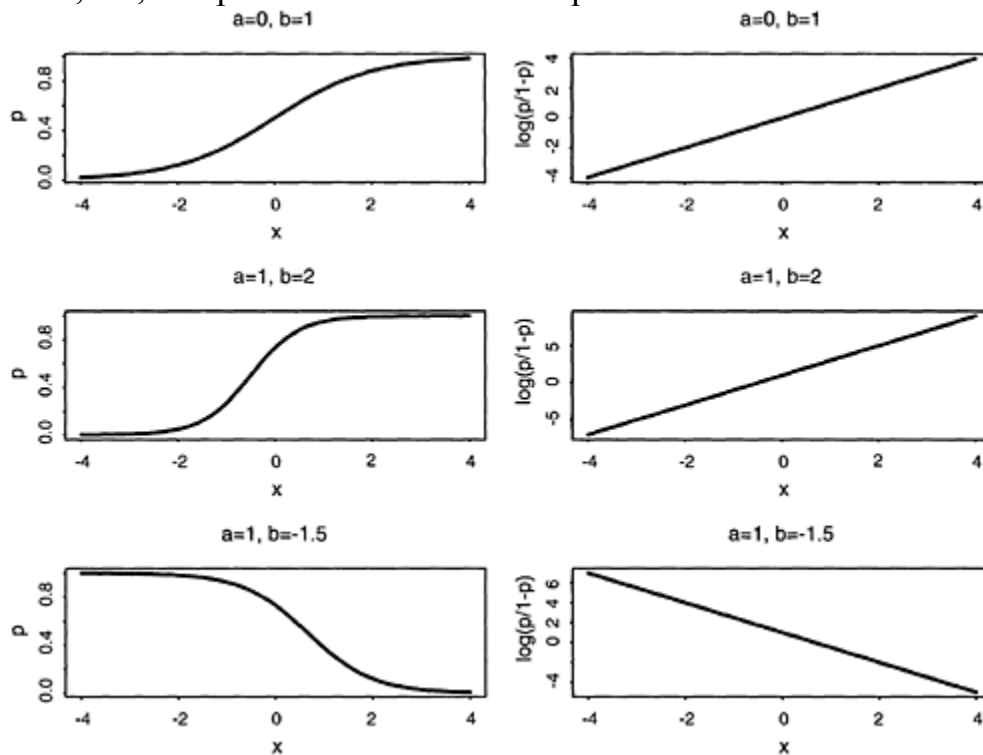 a=0, b=1
a=0, b=1
p
0.0 0.4 0.8
-4 -2 0 2 4
x
log(p/1-p)
-4 -2 0 2 4
-4 -2 0 2 4
x
a=1, b=2
a=1, b=2
p
0.0 0.4 0.8
-4 -2 0 2 4
x
log(p/1-p)
-5 0 5
-4 -2 0 2 4
x
a=1, b=-1.5
a=1, b=-1.5
p
0.0 0.4 0.8
-4 -2 0 2 4
x
log(p/1-p)
-4 0 2 4 6
-4 -2 0 2 4
x